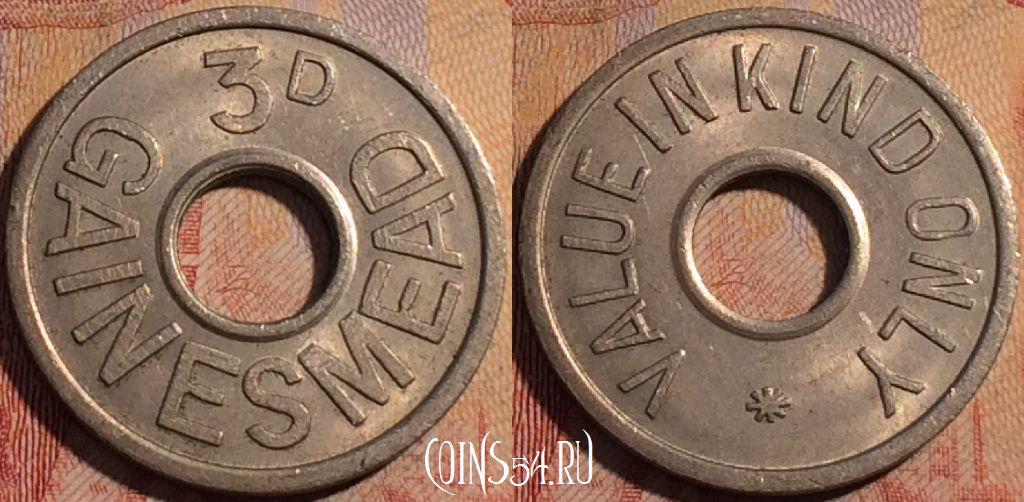 3D
GAINESMEAD
VALUE IN KIND ONLY
COINS54.RU